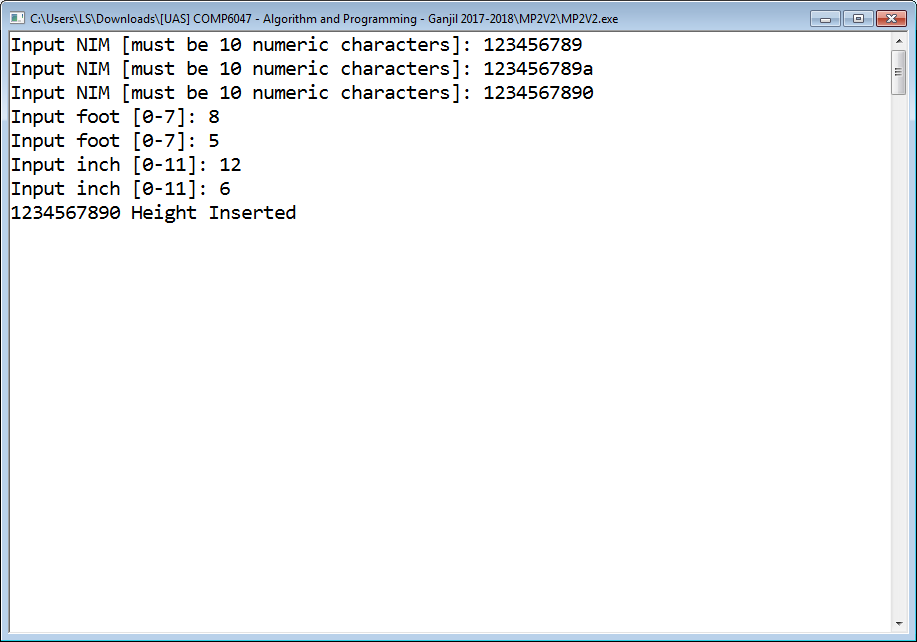 C:\Users\LS\Downloads\[UAS] COMP6047 - Algorithm and Programming - Ganjil 2017-2018\MP2V2\MP2V2.exe
Input NIM [must be 10 numeric characters]: 123456789
Input NIM [must be 10 numeric characters]: 123456789a
Input NIM [must be 10 numeric characters]: 1234567890
Input foot [0-7]: 8
Input foot [0-7]: 5
Input inch [0-11]: 12
Input inch [0-11]: 6
1234567890 Height Inserted